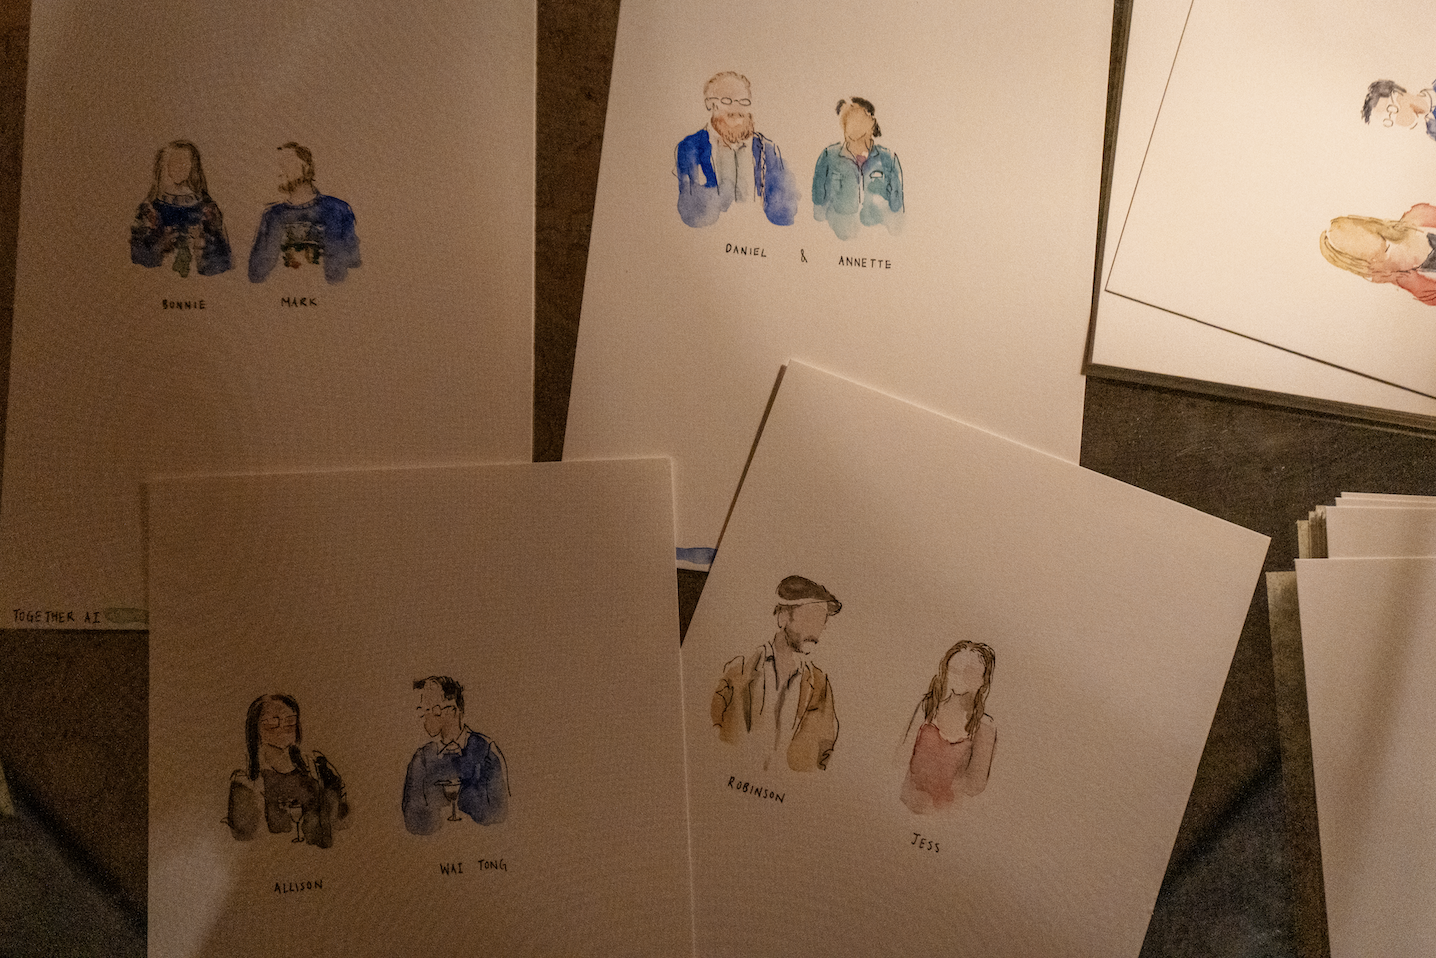 BONNIE MARK
DANIEL & ANNETTE
TOGETHER AI
ROBINSON
JESS
ALLISON
WAI TONG